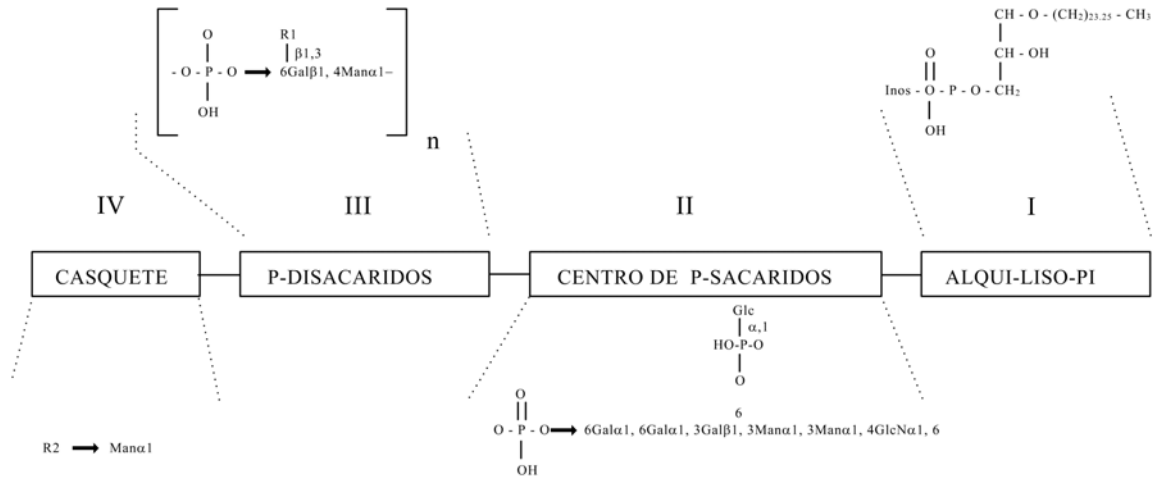 CH - O - (CH₂)₂₃.₂₅ - CH₃
O
R1
β1,3
- O - P - O → 6Galβ1, 4Manα1–
OH
n
CH - OH
O
Inos - O - P - O - CH₂
OH
IV
III
II
I
CASQUETE
P-DISACARIDOS
CENTRO DE P-SACARIDOS
ALQUI-LISO-PI
Glc
α,1
HO-P-O
O
6
O
O - P - O → 6Galα1, 6Galα1, 3Galβ1, 3Manα1, 3Manα1, 4GlcNα1, 6
OH
R2 → Manα1